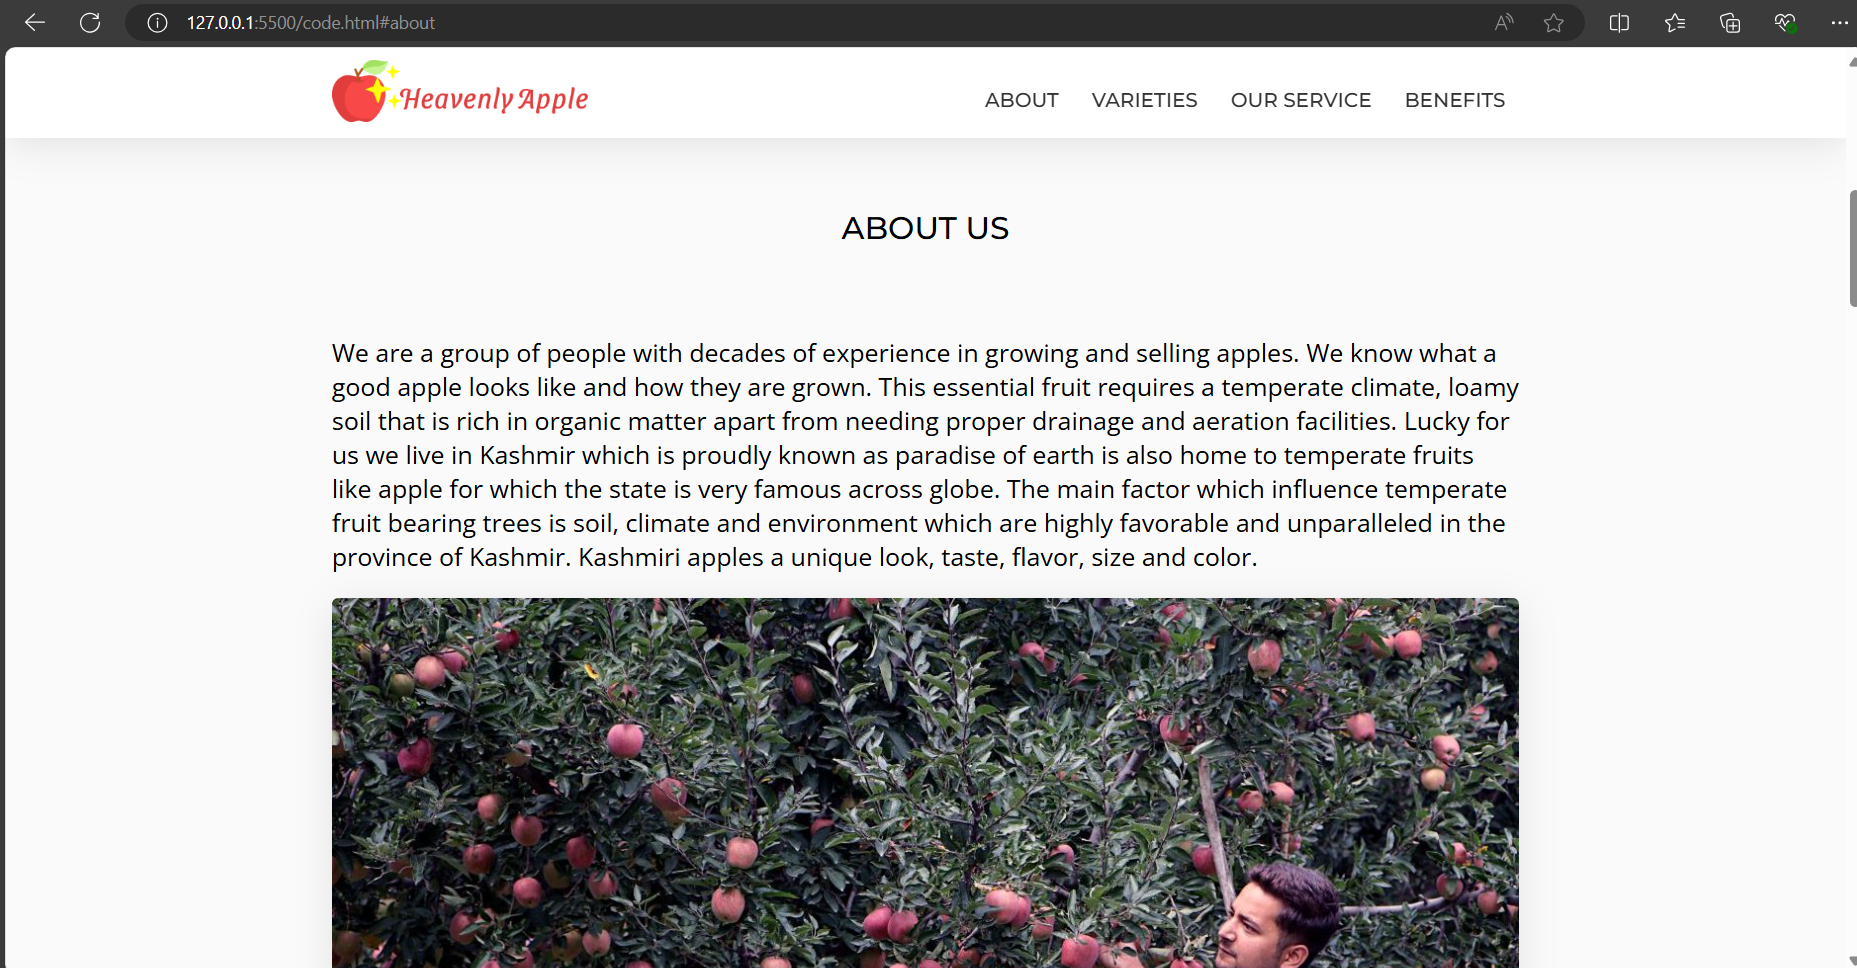 127.0.0.1:5500/code.html#about
Heavenly Apple
ABOUT VARIETIES OUR SERVICE BENEFITS
ABOUT US
We are a group of people with decades of experience in growing and selling apples. We know what a
good apple looks like and how they are grown. This essential fruit requires a temperate climate, loamy
soil that is rich in organic matter apart from needing proper drainage and aeration facilities. Lucky for
us we live in Kashmir which is proudly known as paradise of earth is also home to temperate fruits
like apple for which the state is very famous across globe. The main factor which influence temperate
fruit bearing trees is soil, climate and environment which are highly favorable and unparalleled in the
province of Kashmir. Kashmiri apples a unique look, taste, flavor, size and color.